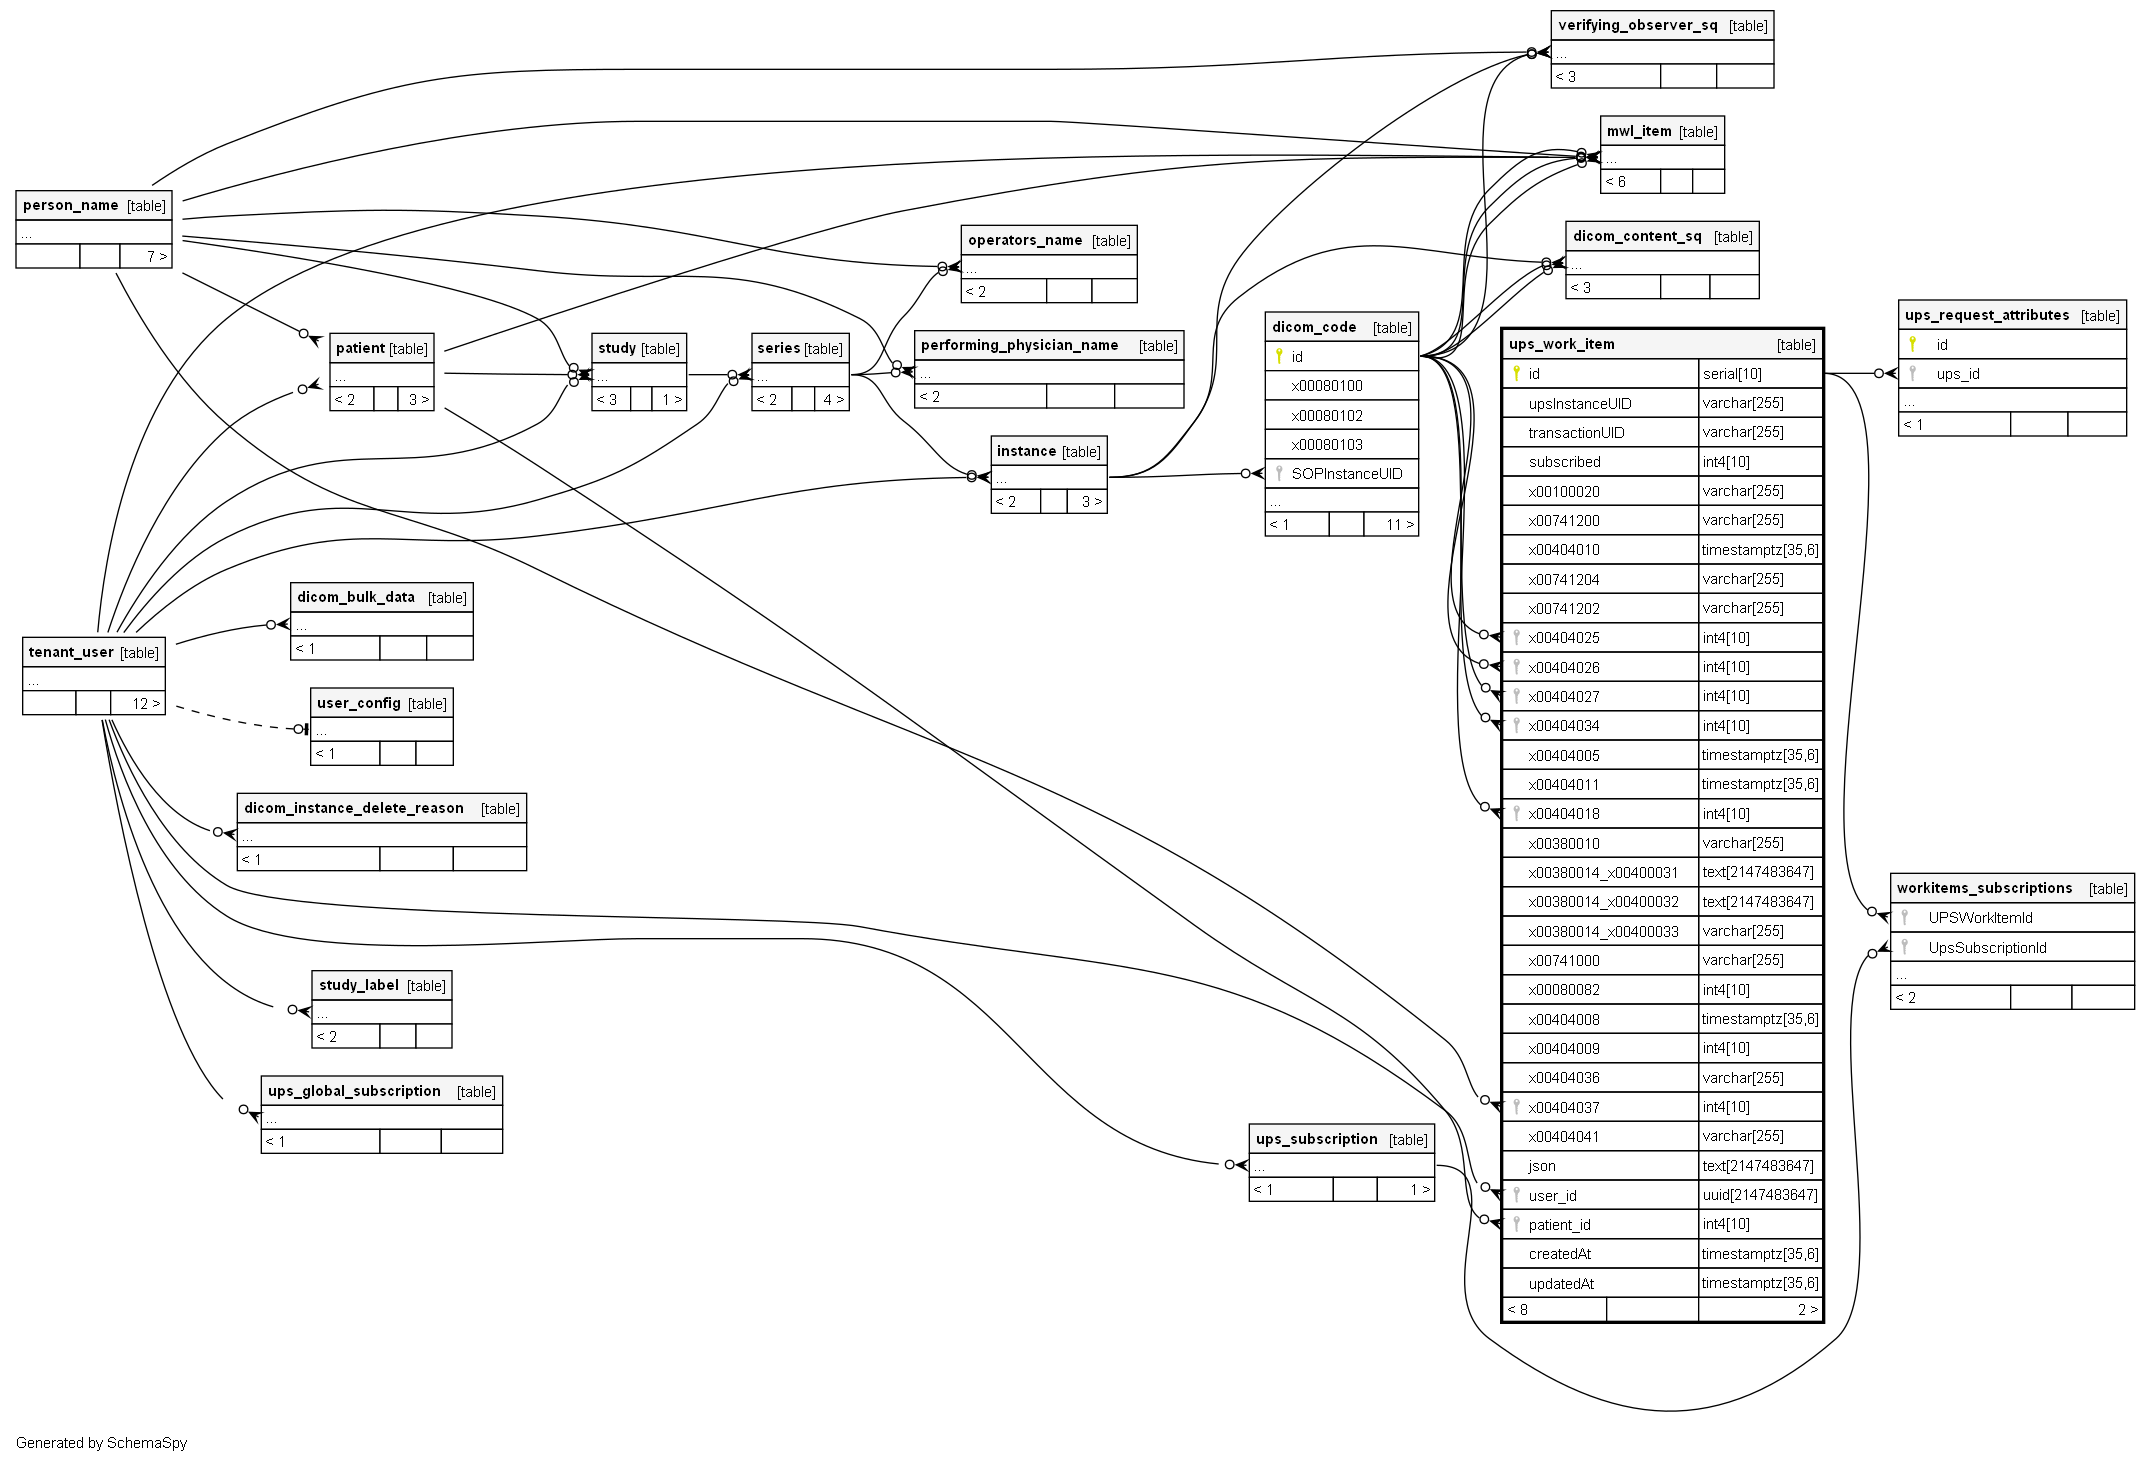 verifying_observer_sq [table]
...
< 3
mwl_item [table]
...
< 6
person_name [table]
...
7 >
operators_name [table]
...
< 2
dicom_content_sq [table]
...
< 3
patient [table]
...
< 2 3 >
study [table]
...
< 3 1 >
series [table]
...
< 2 4 >
performing_physician_name [table]
...
< 2
instance [table]
...
< 2 3 >
dicom_code [table]
id
x00080100
x00080102
x00080103
SOPInstanceUID
...
< 1 11 >
ups_work_item [table]
id serial[10]
upsInstanceUID varchar[255]
transactionUID varchar[255]
subscribed int4[10]
x00100020 varchar[255]
x00741200 varchar[255]
x00404010 timestamptz[35,6]
x00741204 varchar[255]
x00741202 varchar[255]
x00404025 int4[10]
x00404026 int4[10]
x00404027 int4[10]
x00404034 int4[10]
x00404005 timestamptz[35,6]
x00404011 timestamptz[35,6]
x00404018 int4[10]
x00380010 varchar[255]
x00380014_x00400031 text[2147483647]
x00380014_x00400032 text[2147483647]
x00380014_x00400033 varchar[255]
x00741000 varchar[255]
x00080082 int4[10]
x00404008 timestamptz[35,6]
x00404009 int4[10]
x00404036 varchar[255]
x00404037 int4[10]
x00404041 varchar[255]
json text[2147483647]
user_id uuid[2147483647]
patient_id int4[10]
createdAt timestamptz[35,6]
updatedAt timestamptz[35,6]
< 8 2 >
ups_request_attributes [table]
id
ups_id
...
< 1
workitems_subscriptions [table]
UPSWorkItemId
UpsSubscriptionId
...
< 2
dicom_bulk_data [table]
...
< 1
tenant_user [table]
...
12 >
user_config [table]
...
< 1
dicom_instance_delete_reason [table]
...
< 1
study_label [table]
...
< 2
ups_global_subscription [table]
...
< 1
ups_subscription [table]
...
< 1 1 >
Generated by SchemaSpy